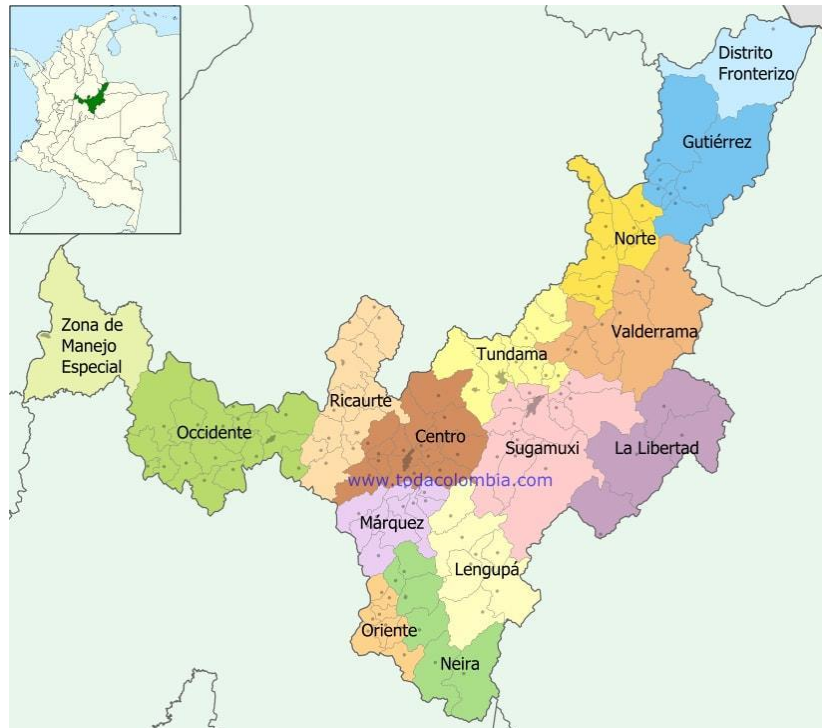 Distrito
Fronterizo
Gutiérrez
Norte
Zona de
Manejo
Especial
Valderrama
Tundama
Ricaurte
Occidente
Centro
Sugamuxi
La Libertad
www.todacolombia.com
Márquez
Lengupá
Oriente
Neira